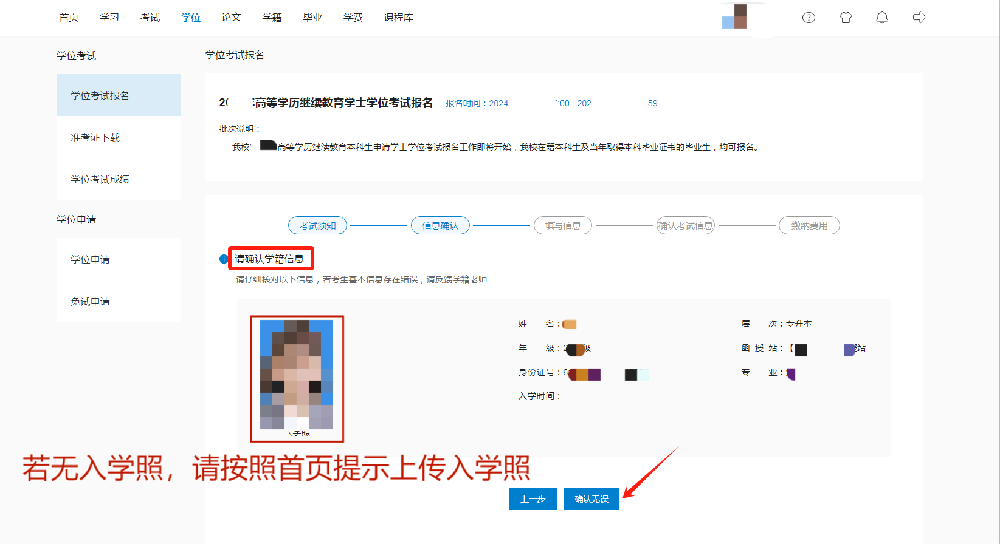 首页 学习 考试 学位 论文 学籍 毕业 学费 课程库
学位考试
学位考试报名
准考证下载
学位考试成绩
学位申请
学位申请
免试申请
学位考试报名
高等学历继续教育学士学位考试报名 报名时间：2024 :00 - 202 59
批次说明：
我校 高等学历继续教育本科生申请学士学位考试报名工作即将开始，我校在籍本科生及当年取得本科毕业证书的毕业生，均可报名。
考试须知 信息确认 填写信息 确认考试信息 缴纳费用
请确认学籍信息
请仔细核对以下信息，若考生基本信息存在错误，请反馈学籍老师
姓 名： 层 次：专升本
年 级：2 级 函 授 站：【 站
身份证号：6 专 业：
入学时间：
学照
若无入学照，请按照首页提示上传入学照
上一步 确认无误